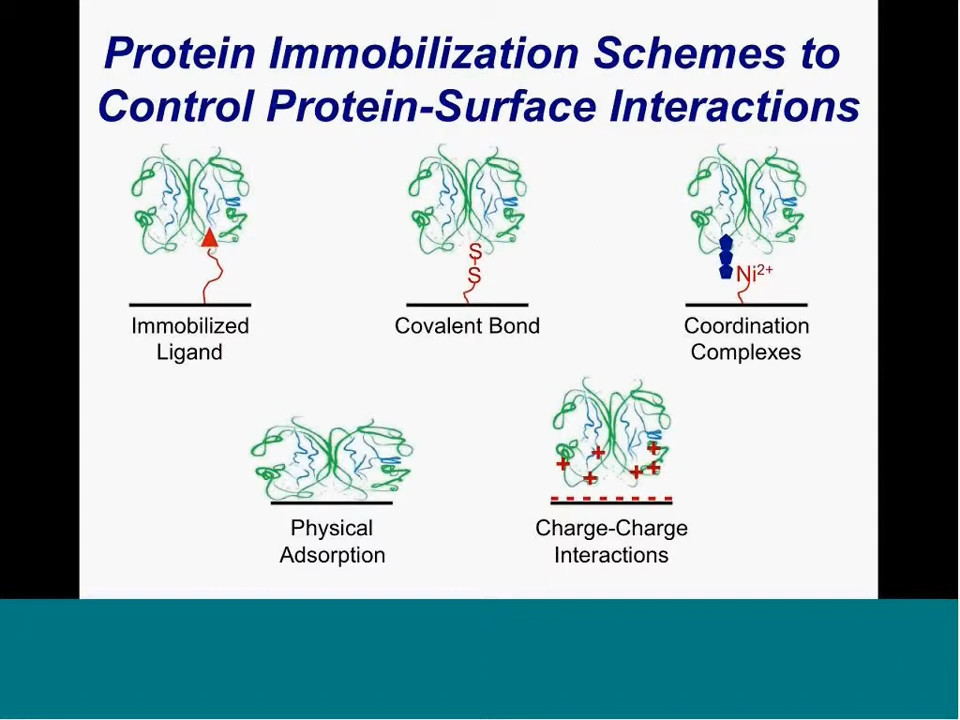 Protein Immobilization Schemes to
Control Protein-Surface Interactions
S
S
Ni2+
Immobilized
Ligand
Covalent Bond
Coordination
Complexes
+ + + + + +
Physical
Adsorption
Charge-Charge
Interactions